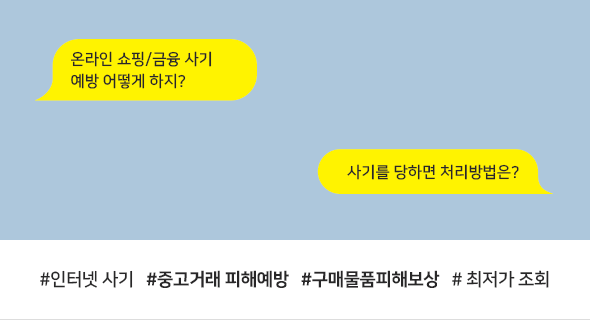 온라인 쇼핑/금융 사기
예방 어떻게 하지?
사기를 당하면 처리방법은?
#인터넷 사기 #중고거래 피해예방 #구매물품피해보상 # 최저가 조회